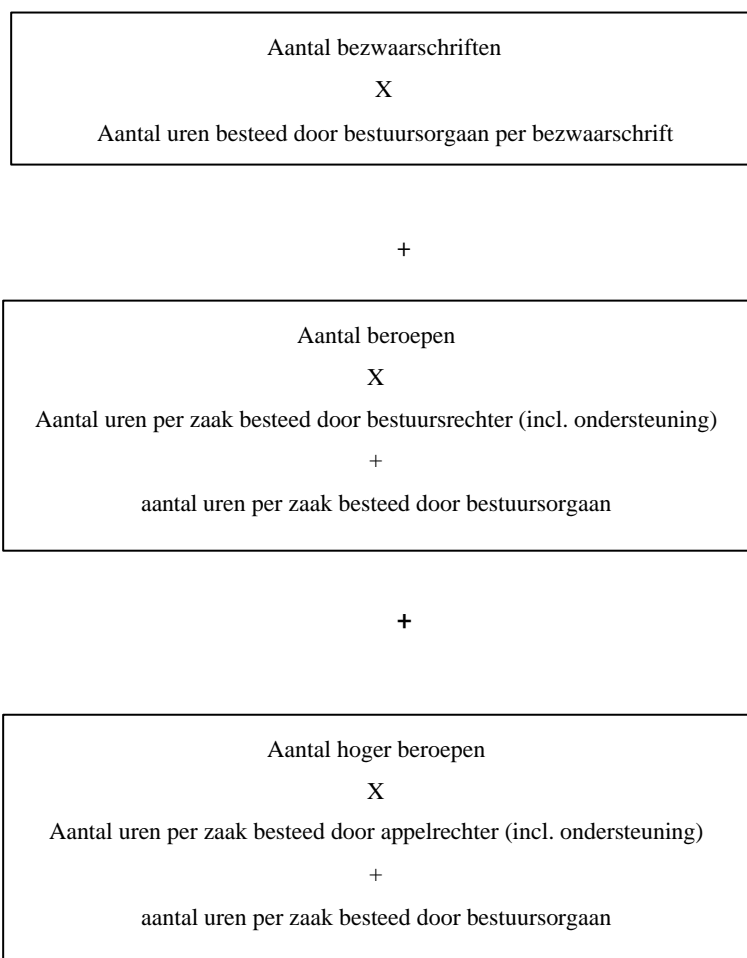 Aantal bezwaarschriften
X
Aantal uren besteed door bestuursorgaan per bezwaarschrift
+
Aantal beroepen
X
Aantal uren per zaak besteed door bestuursrechter (incl. ondersteuning)
+
aantal uren per zaak besteed door bestuursorgaan
+
Aantal hoger beroepen
X
Aantal uren per zaak besteed door appelrechter (incl. ondersteuning)
+
aantal uren per zaak besteed door bestuursorgaan